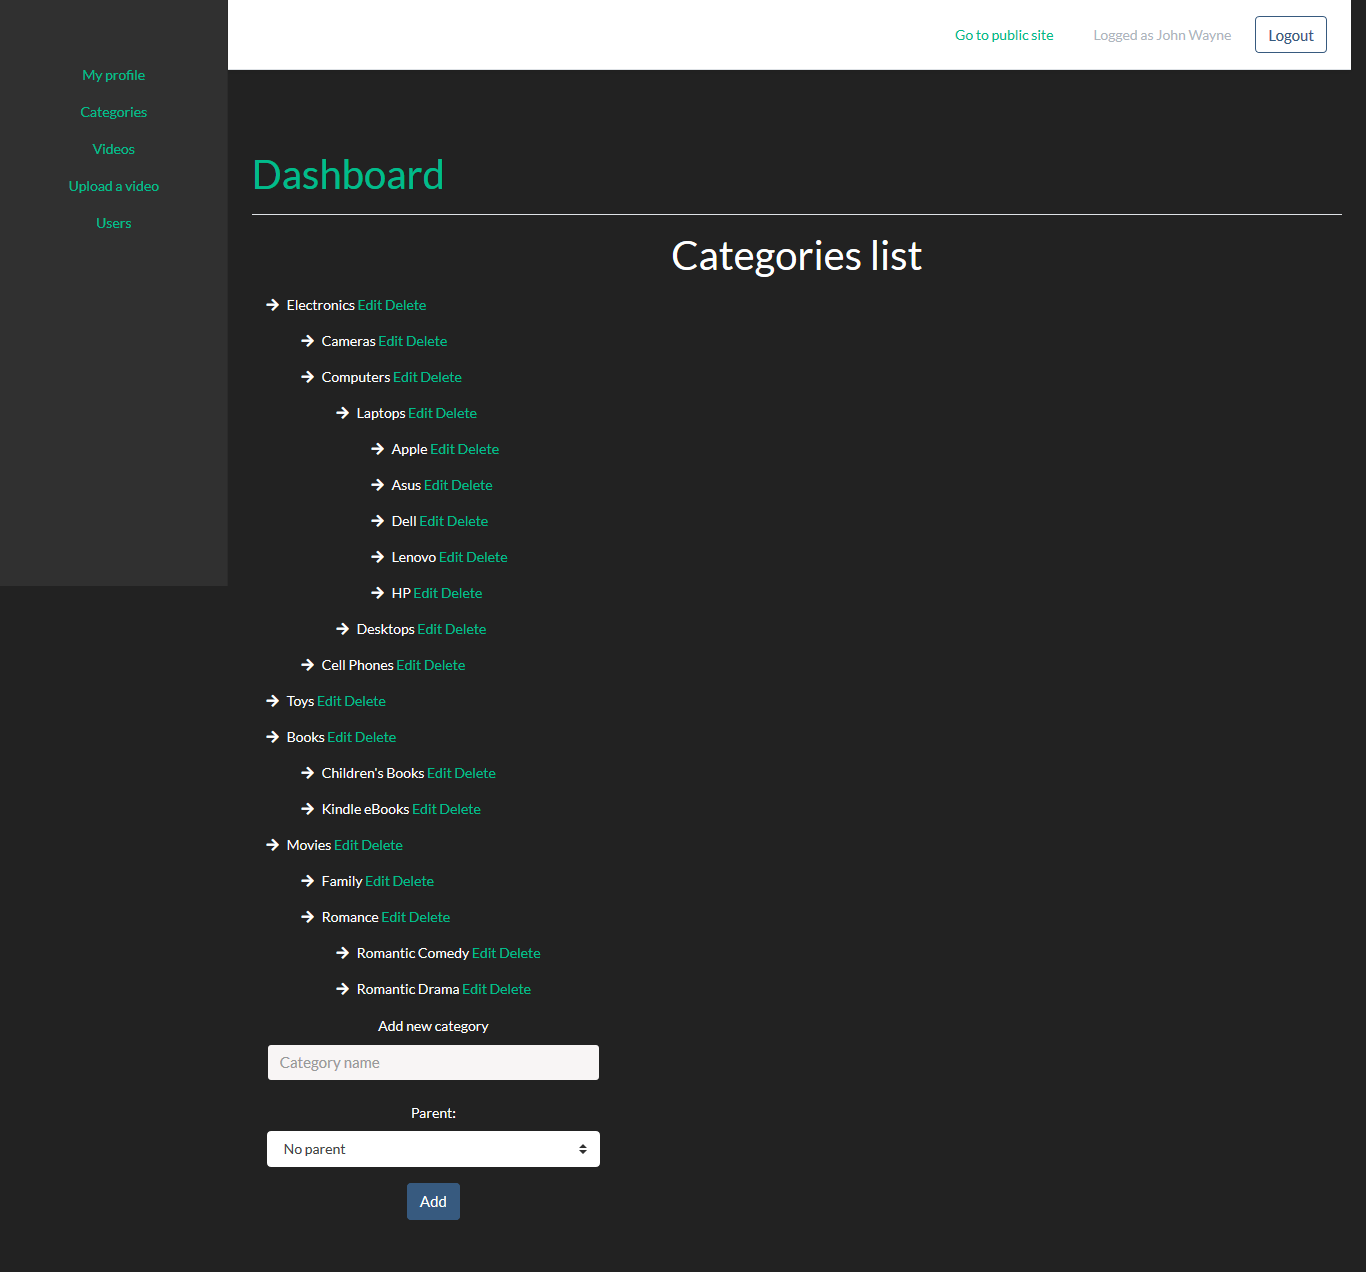 Go to public site
Logged as John Wayne
Logout
My profile
Categories
Videos
Upload a video
Users
Dashboard
Categories list
Electronics Edit Delete
Cameras Edit Delete
Computers Edit Delete
Laptops Edit Delete
Apple Edit Delete
Asus Edit Delete
Dell Edit Delete
Lenovo Edit Delete
HP Edit Delete
Desktops Edit Delete
Cell Phones Edit Delete
Toys Edit Delete
Books Edit Delete
Children's Books Edit Delete
Kindle eBooks Edit Delete
Movies Edit Delete
Family Edit Delete
Romance Edit Delete
Romantic Comedy Edit Delete
Romantic Drama Edit Delete
Add new category
Category name
Parent:
No parent
Add